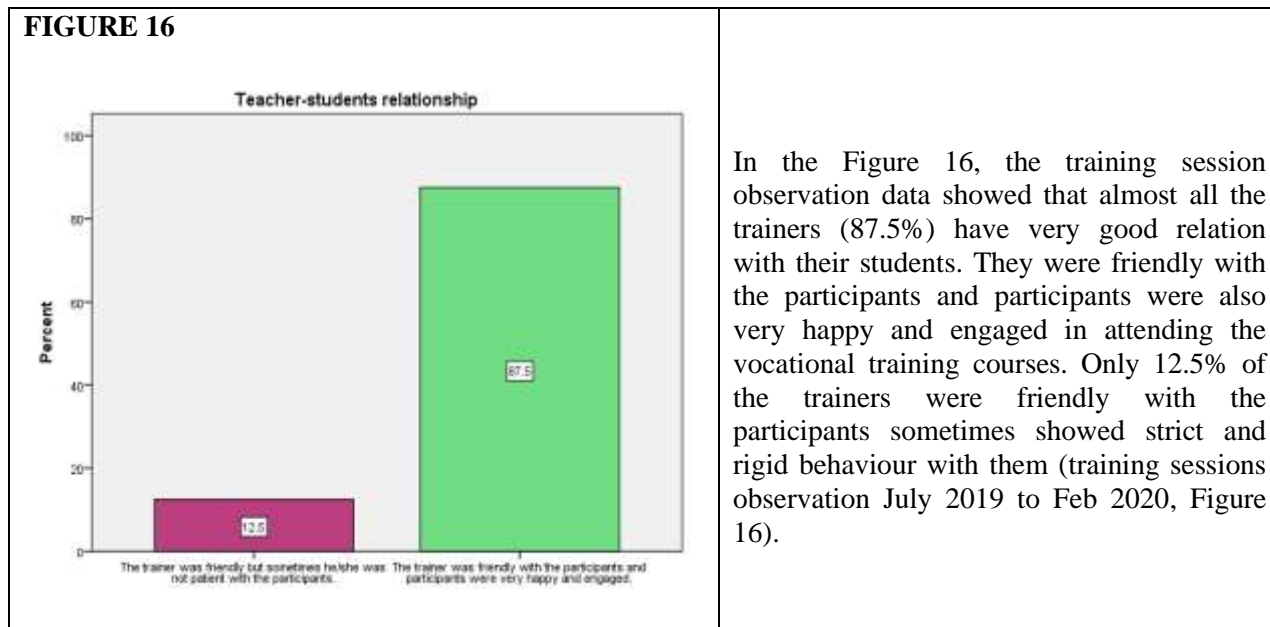 FIGURE 16
Teacher-students relationship
100
80
60
40
20
0
Percent
12.5
87.5
The trainer was friendly but sometimes he/she was
not patient with the participants.
The trainer was friendly with the participants and
participants were very happy and engaged.
In the Figure 16, the training session
observation data showed that almost all the
trainers (87.5%) have very good relation
with their students. They were friendly with
the participants and participants were also
very happy and engaged in attending the
vocational training courses. Only 12.5% of
the trainers were friendly with the
participants sometimes showed strict and
rigid behaviour with them (training sessions
observation July 2019 to Feb 2020, Figure
16).